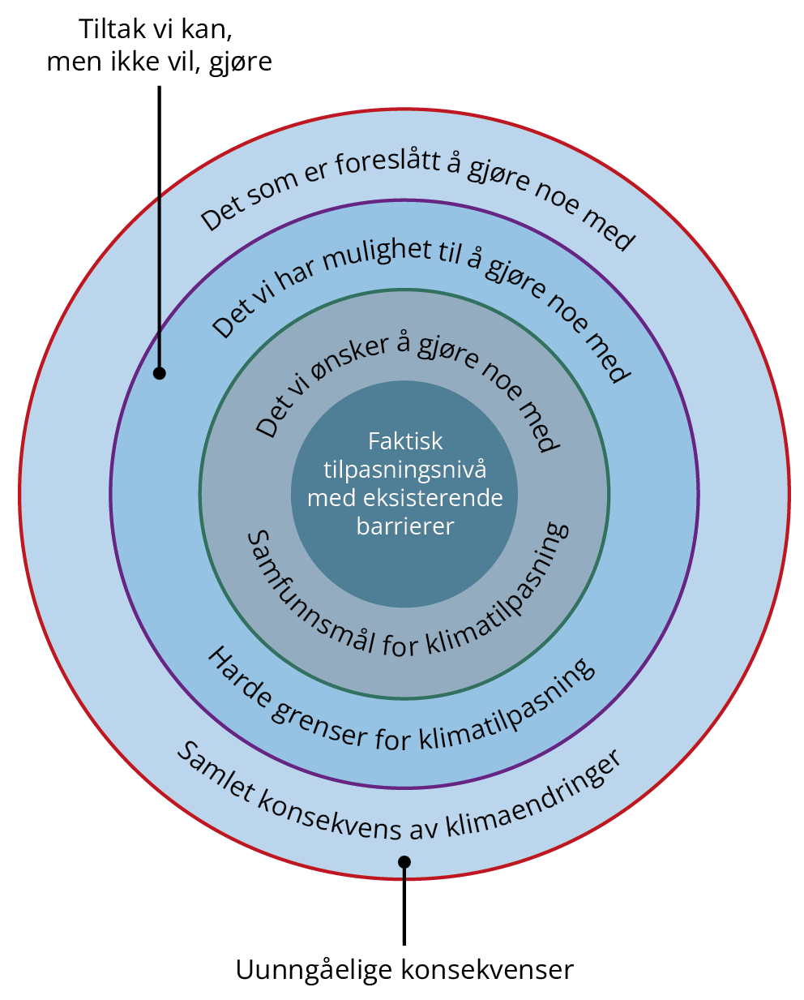 Tiltak vi kan,
men ikke vil, gjøre
Det som er foreslått å gjøre noe med
Det vi har mulighet til å gjøre noe med
Det vi ønsker å gjøre noe med
Faktisk
tilpasningsnivå
med eksisterende
barrierer
Samfunnsmål for klimatilpasning
Harde grenser for klimatilpasning
Samlet konsekvens av klimaendringer
Uunngåelige konsekvenser